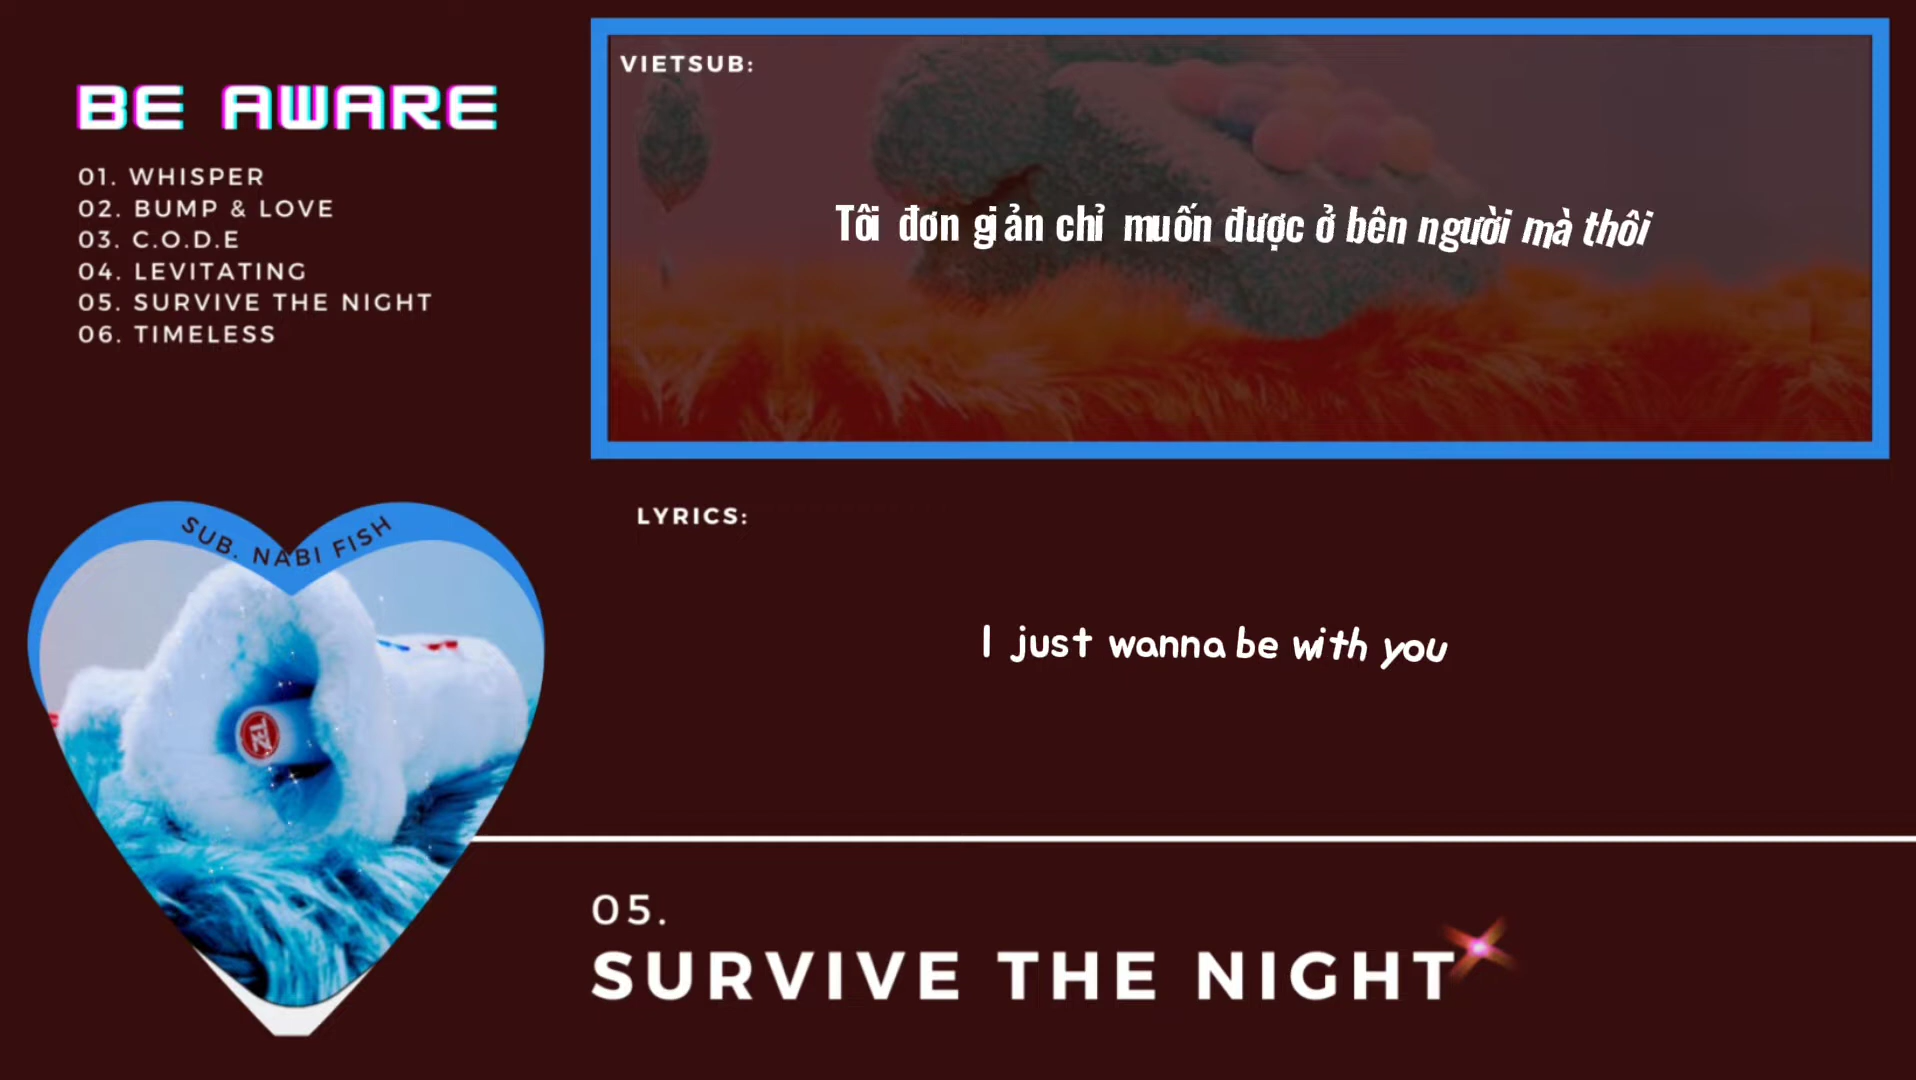 BE AWARE
01. WHISPER
02. BUMP & LOVE
03. C.O.D.E
04. LEVITATING
05. SURVIVE THE NIGHT
06. TIMELESS
VIETSUB:
Tôi đơn giản chỉ muốn được ở bên người mà thôi
LYRICS:
I just wanna be with you
SUB. NABI FISH
TBZ
05.
SURVIVE THE NIGHT